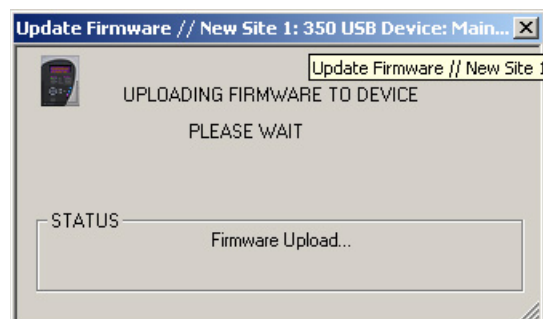 Update Firmware // New Site 1: 350 USB Device: Main...
Update Firmware // New Site 1
UPLOADING FIRMWARE TO DEVICE
PLEASE WAIT
STATUS
Firmware Upload...